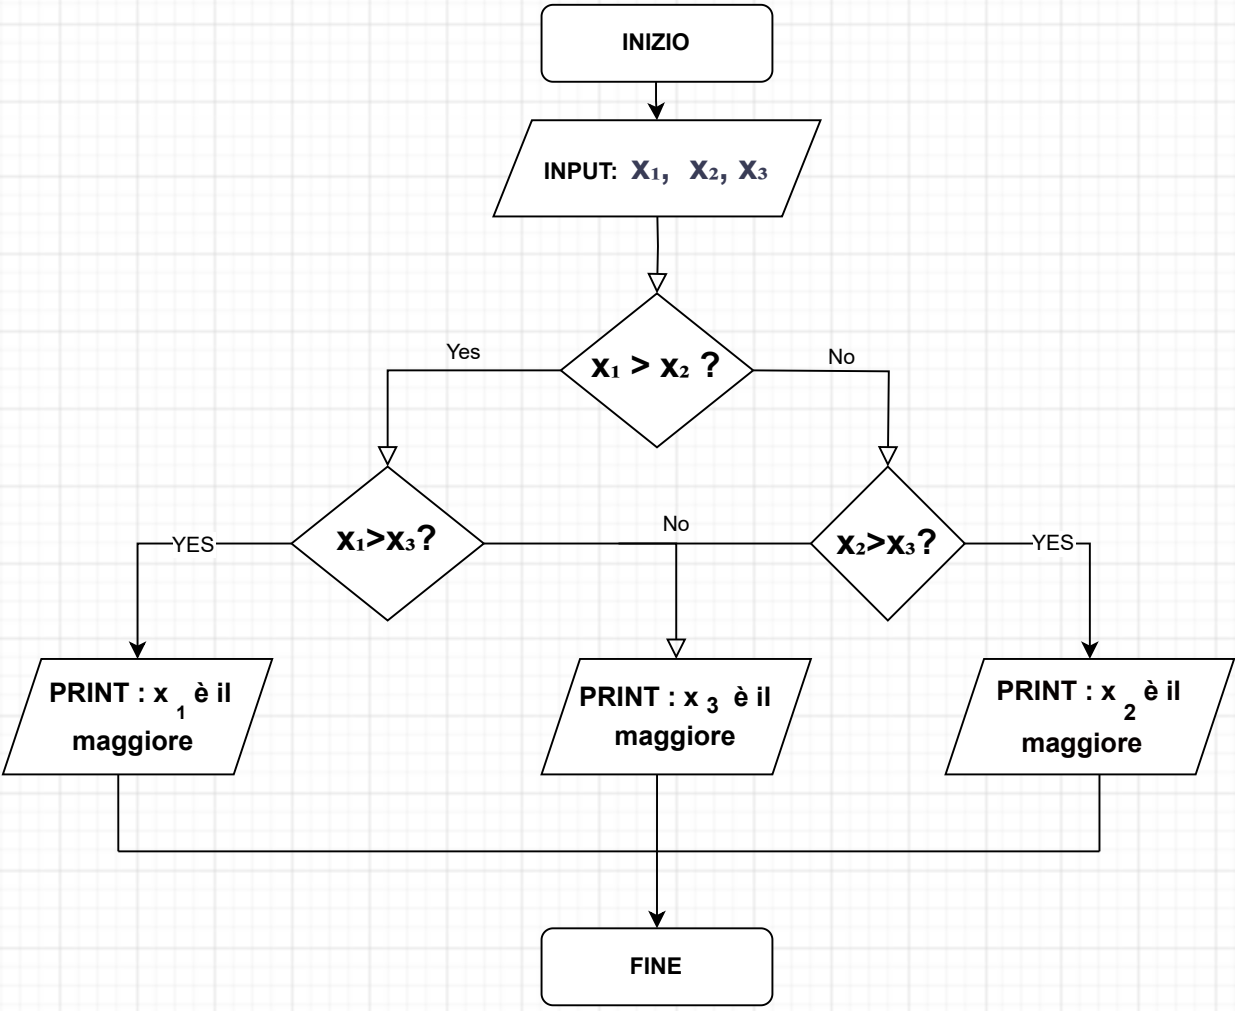 INIZIO
INPUT: x₁, x₂, x₃
x₁ > x₂ ?
Yes
No
x₁>x₃?
No
x₂>x₃?
YES
YES
PRINT : x ₁ è il
maggiore
PRINT : x ₃ è il
maggiore
PRINT : x ₂ è il
maggiore
FINE